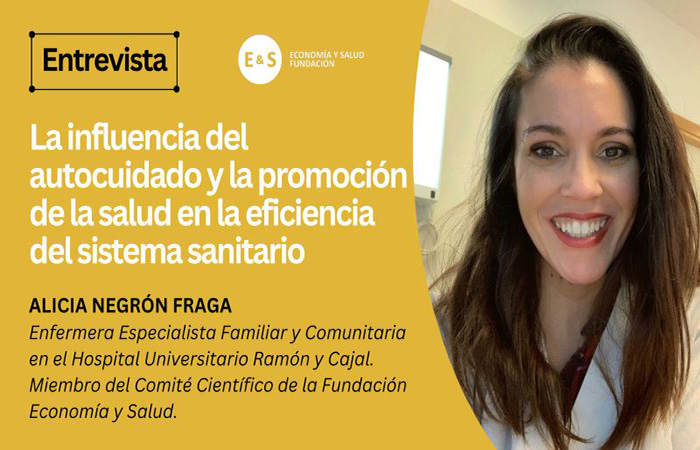 Entrevista
E & S
ECONOMÍA Y SALUD
FUNDACIÓN
La influencia del
autocuidado y la promoción
de la salud en la eficiencia
del sistema sanitario
ALICIA NEGRÓN FRAGA
Enfermera Especialista Familiar y Comunitaria
en el Hospital Universitario Ramón y Cajal.
Miembro del Comité Científico de la Fundación
Economía y Salud.